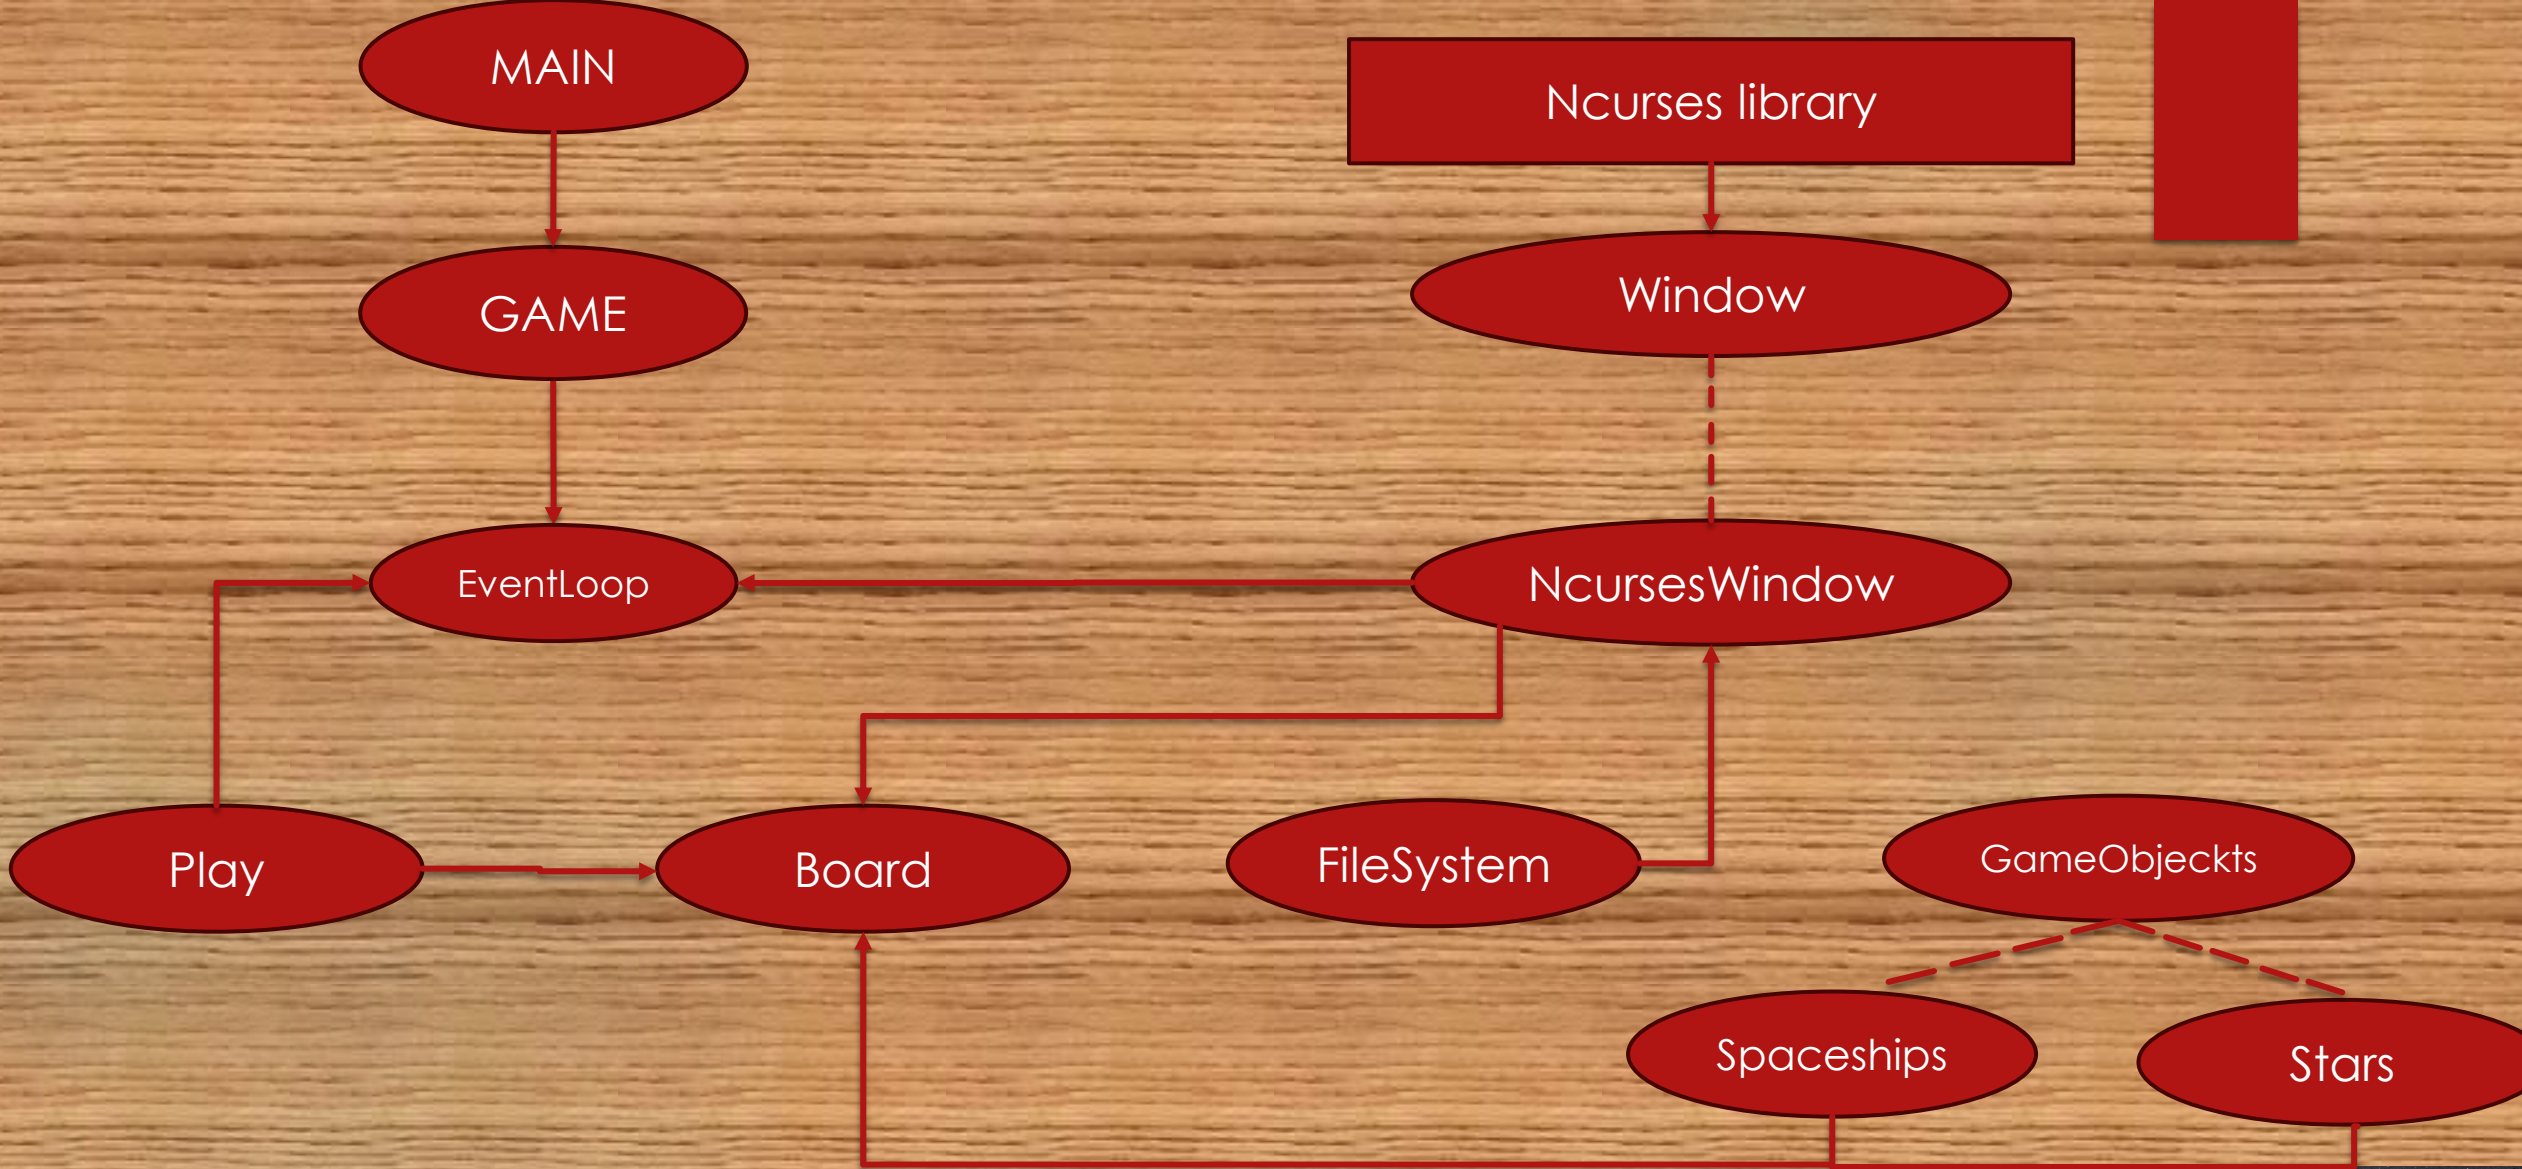 MAIN
Ncurses library
GAME
Window
EventLoop
NcursesWindow
Play
Board
FileSystem
GameObjeckts
Spaceships
Stars